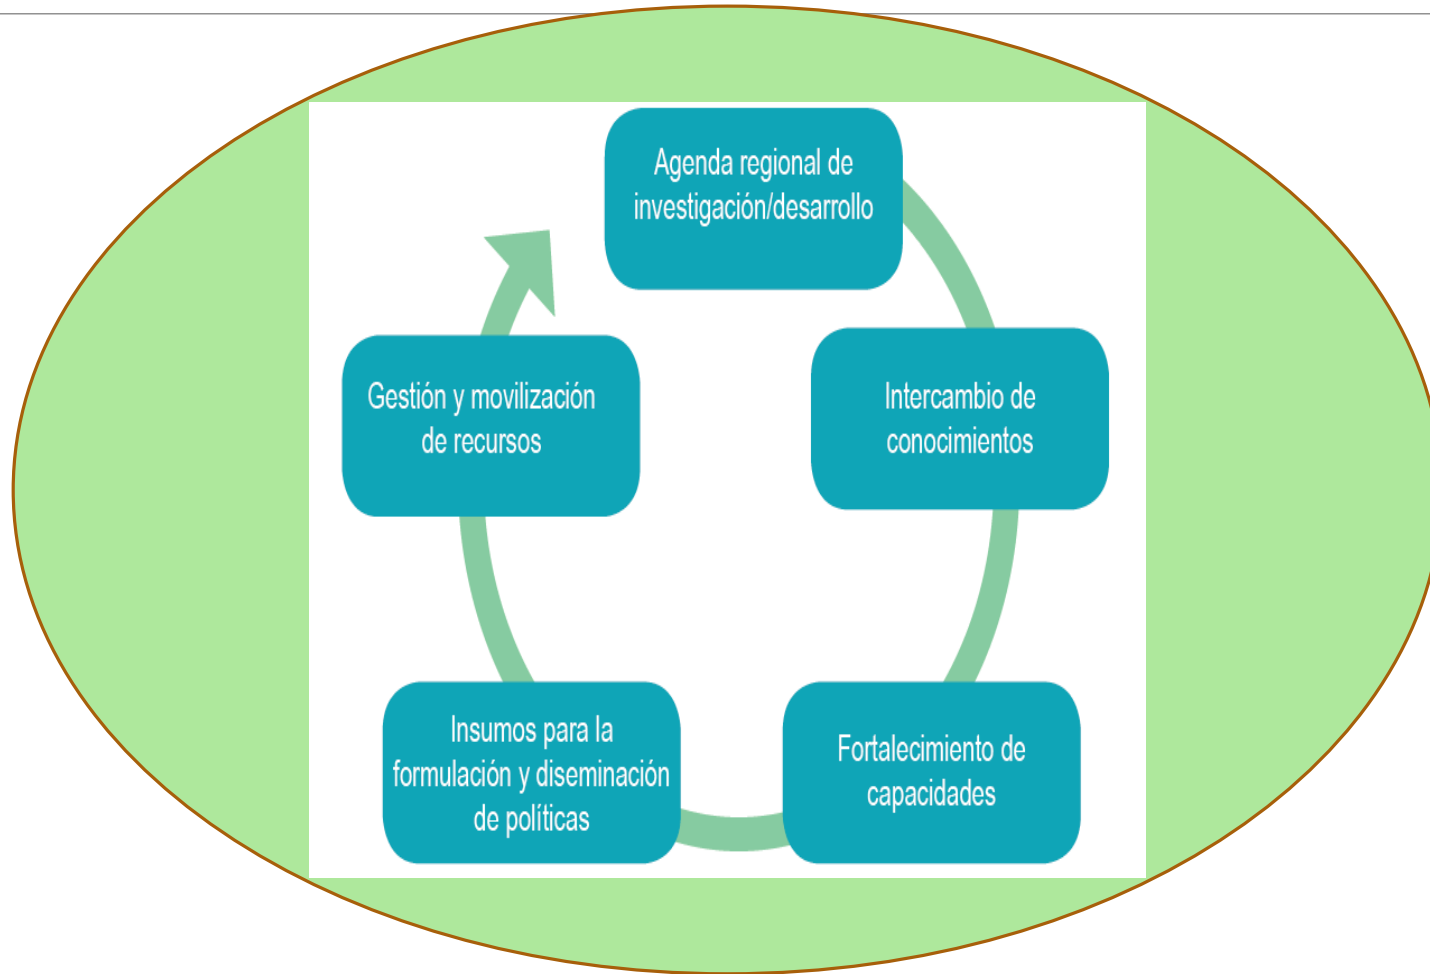 Agenda regional de
investigación/desarrollo
Intercambio de
conocimientos
Fortalecimiento de
capacidades
Insumos para la
formulación y diseminación
de políticas
Gestión y movilización
de recursos